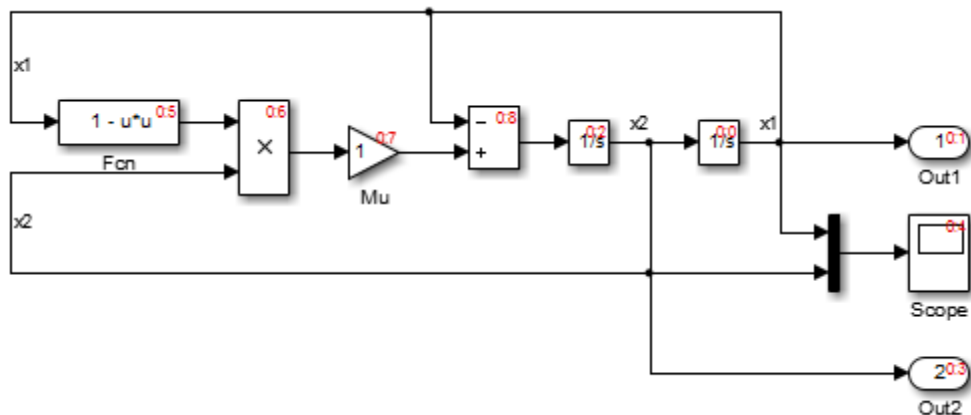 x1
1 - u*u
0:5
Fcn
0:6
×
1
0:7
Mu
−
+
0:8
1/s
0:2
x2
1/s
0:0
x1
1
0:1
Out1
x2
0:4
Scope
2
0:3
Out2